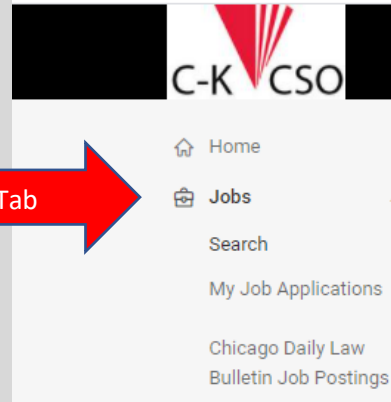 C-K CSO
Home
Tab
Jobs
Search
My Job Applications
Chicago Daily Law
Bulletin Job Postings